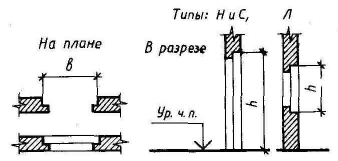 Типы: Н и С, Л
На плане
В разрезе
в
h
h
Ур. ч. п.